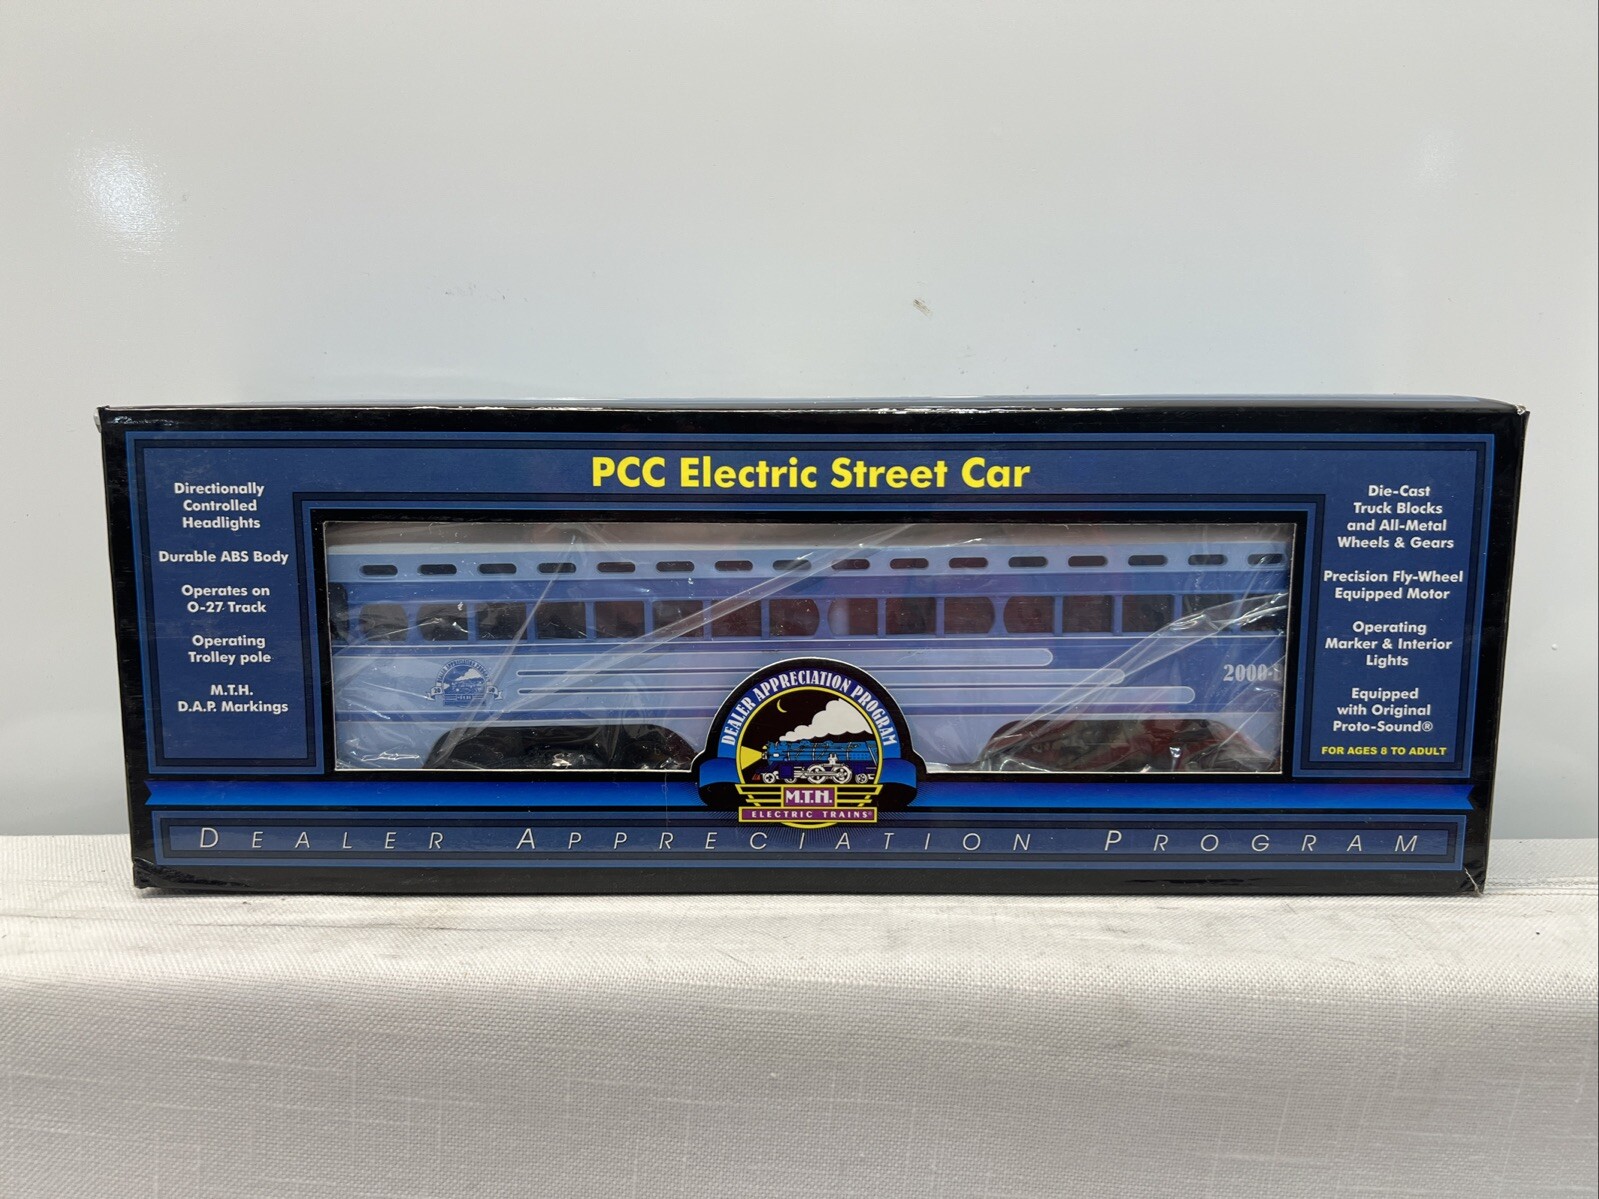 PCC Electric Street Car
Directionally
Controlled
Headlights
Durable ABS Body
Operates on
O-27 Track
Operating
Trolley pole
M.T.H.
D.A.P. Markings
Die-Cast
Truck Blocks
and All-Metal
Wheels & Gears
Precision Fly-Wheel
Equipped Motor
Operating
Marker & Interior
Lights
Equipped
with Original
Proto-Sound®
FOR AGES 8 TO ADULT
DEALER APPRECIATION PROGRAM
M.T.H.
ELECTRIC TRAINS®
DEALER APPRECIATION PROGRAM